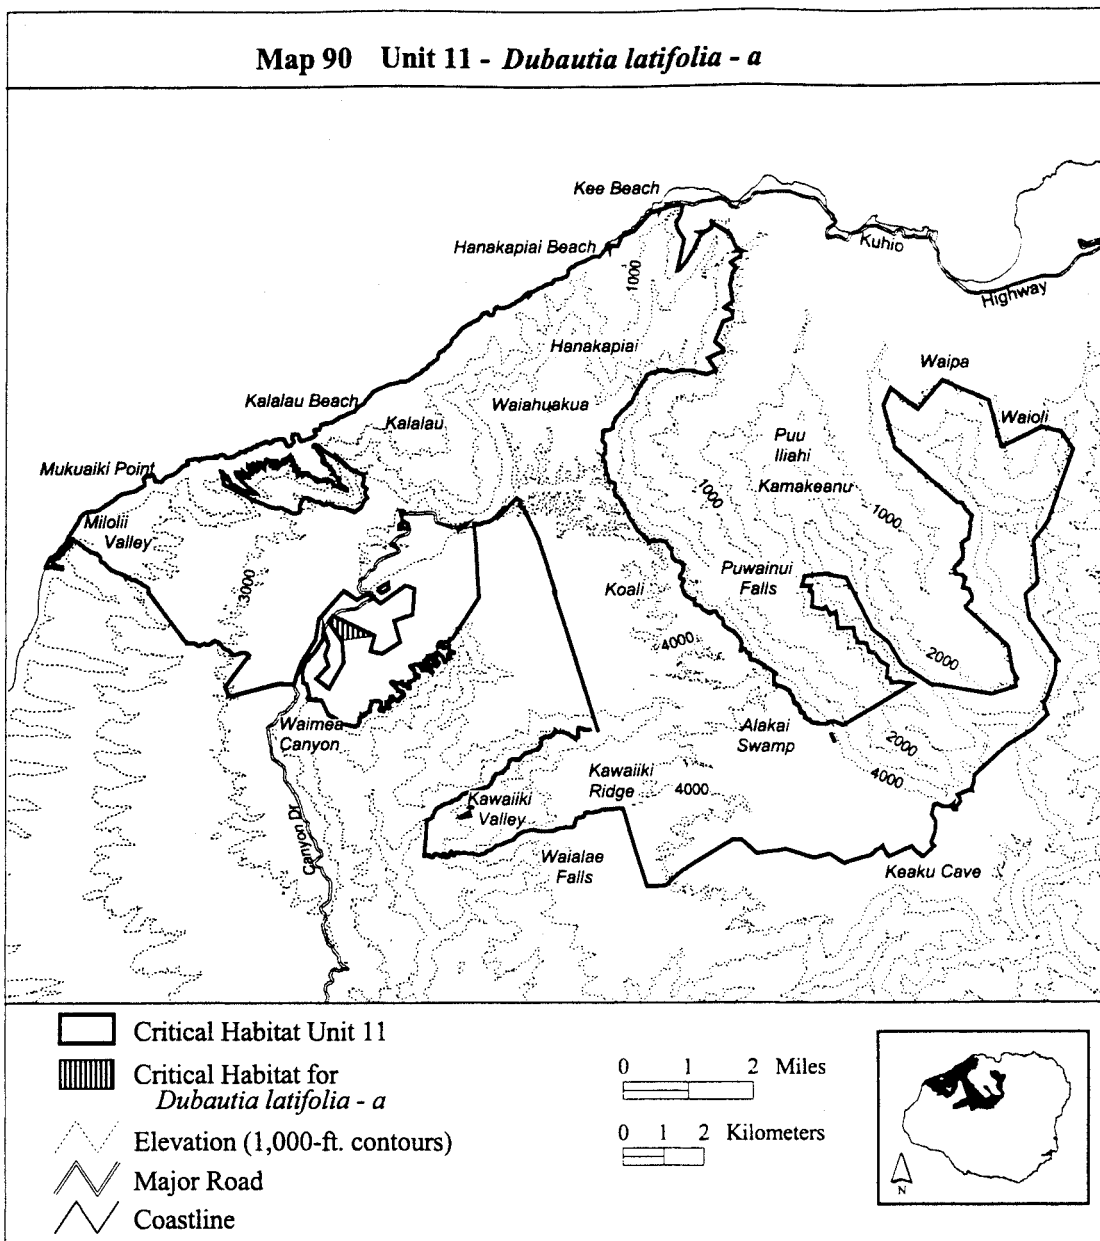 Map 90 Unit 11 - Dubautia latifolia - a
Kee Beach
Kuhio
Hanakapiai Beach
1000
Highway
Hanakapiai
Waipa
Kalalau Beach
Waiahuakua
Kalalau
Waioli
Puu
Iliahi
Mukuaiki Point
Kamakeanu
1000
1000
Milolii
Valley
Puwainui
Falls
3000
Koali
4000
2000
Waimea
Canyon
Alakai
Swamp
2000
4000
Kawaiiki
Ridge
4000
Kawaiiki
Valley
Canyon Dr
Waialae
Falls
Keaku Cave
Critical Habitat Unit 11
Critical Habitat for
Dubautia latifolia - a
Elevation (1,000-ft. contours)
Major Road
Coastline
0 1 2 Miles
0 1 2 Kilometers
N